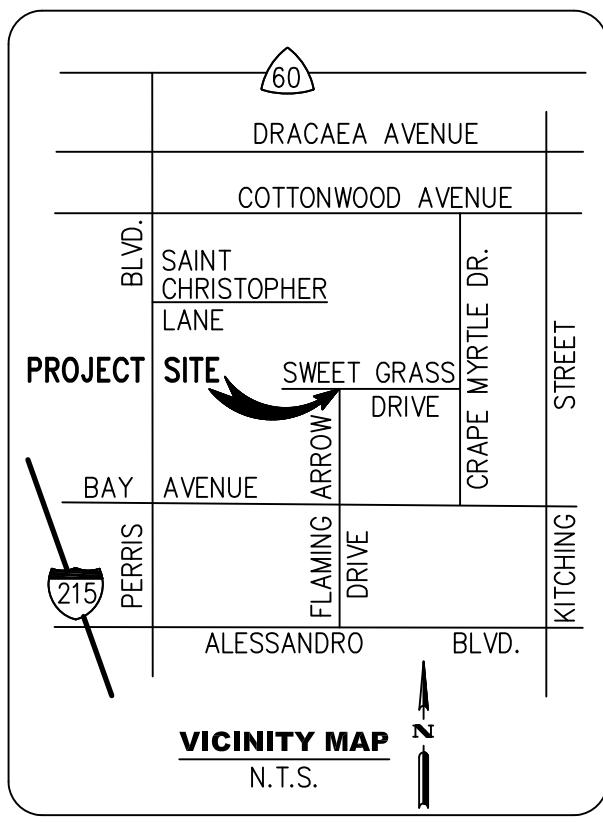 60
DRACAEA AVENUE
COTTONWOOD AVENUE
BLVD.
SAINT
CHRISTOPHER
LANE
CRAPE MYRTLE DR.
STREET
PROJECT SITE
SWEET GRASS
DRIVE
FLAMING ARROW
DRIVE
BAY AVENUE
PERRIS
KITCHING
215
ALESSANDRO BLVD.
VICINITY MAP
N.T.S.
N